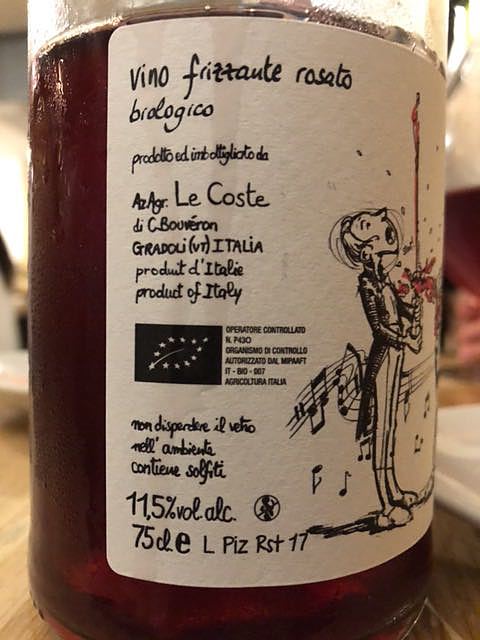 vino frizzante rosato
biologico
prodotto ed imbottigliato da
Az.Agr. Le Coste
di C.Bouvéron
GRADOLI (VT) ITALIA
produit d'Italie
product of Italy
OPERATORE CONTROLLATO
N. P430
ORGANISMO DI CONTROLLO
AUTORIZZATO DAL MIPAAFT
IT - BIO - 007
AGRICOLTURA ITALIA
non disperdere il vetro
nell' ambiente
contiene solfiti
11,5% vol. alc.
75cl.e L Piz Rst 17